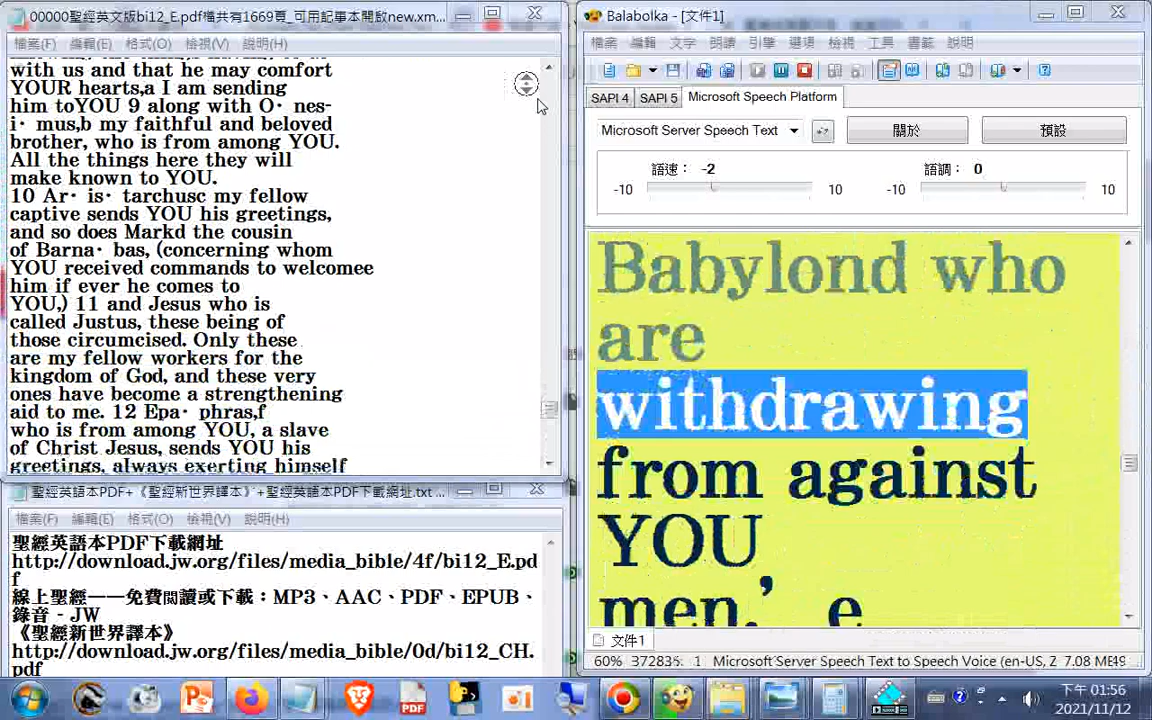 00000聖經英文版bi12_E.pdf檔共有1669頁_可用記事本開啟new.xm...
檔案(F) 編輯(E) 格式(O) 檢視(V) 說明(H)
with us and that he may comfort
YOUR hearts,a I am sending
him toYOU 9 along with O· nes-
i· mus,b my faithful and beloved
brother, who is from among YOU.
All the things here they will
make known to YOU.
10 Ar· is· tarchusc my fellow
captive sends YOU his greetings,
and so does Markd the cousin
of Barna· bas, (concerning whom
YOU received commands to welcomee
him if ever he comes to
YOU,) 11 and Jesus who is
called Justus, these being of
those circumcised. Only these
are my fellow workers for the
kingdom of God, and these very
ones have become a strengthening
aid to me. 12 Epa· phras,f
who is from among YOU, a slave
of Christ Jesus, sends YOU his
greetings, always exerting himself
聖經英語本PDF+《聖經新世界譯本》+聖經英語本PDF下載網址.txt ...
檔案(F) 編輯(E) 格式(O) 檢視(V) 說明(H)
聖經英語本PDF下載網址
http://download.jw.org/files/media_bible/4f/bi12_E.pd
f
線上聖經——免費閱讀或下載：MP3、AAC、PDF、EPUB、
錄音 - JW
《聖經新世界譯本》
http://download.jw.org/files/media_bible/0d/bi12_CH.
pdf
Balabolka - [文件1]
檔案 編輯 文字 朗讀 引擎 選項 檢視 工具 書籤 說明
SAPI 4 SAPI 5 Microsoft Speech Platform
Microsoft Server Speech Text 關於 預設
語速： -2 語調： 0
-10 10 -10 10
Babylond who
are
withdrawing
from against
YOU,
men.’ e
文件1
60% 372835: 1 Microsoft Server Speech Text to Speech Voice (en-US, Z 7.08 ME
下午 01:56
2021/11/12